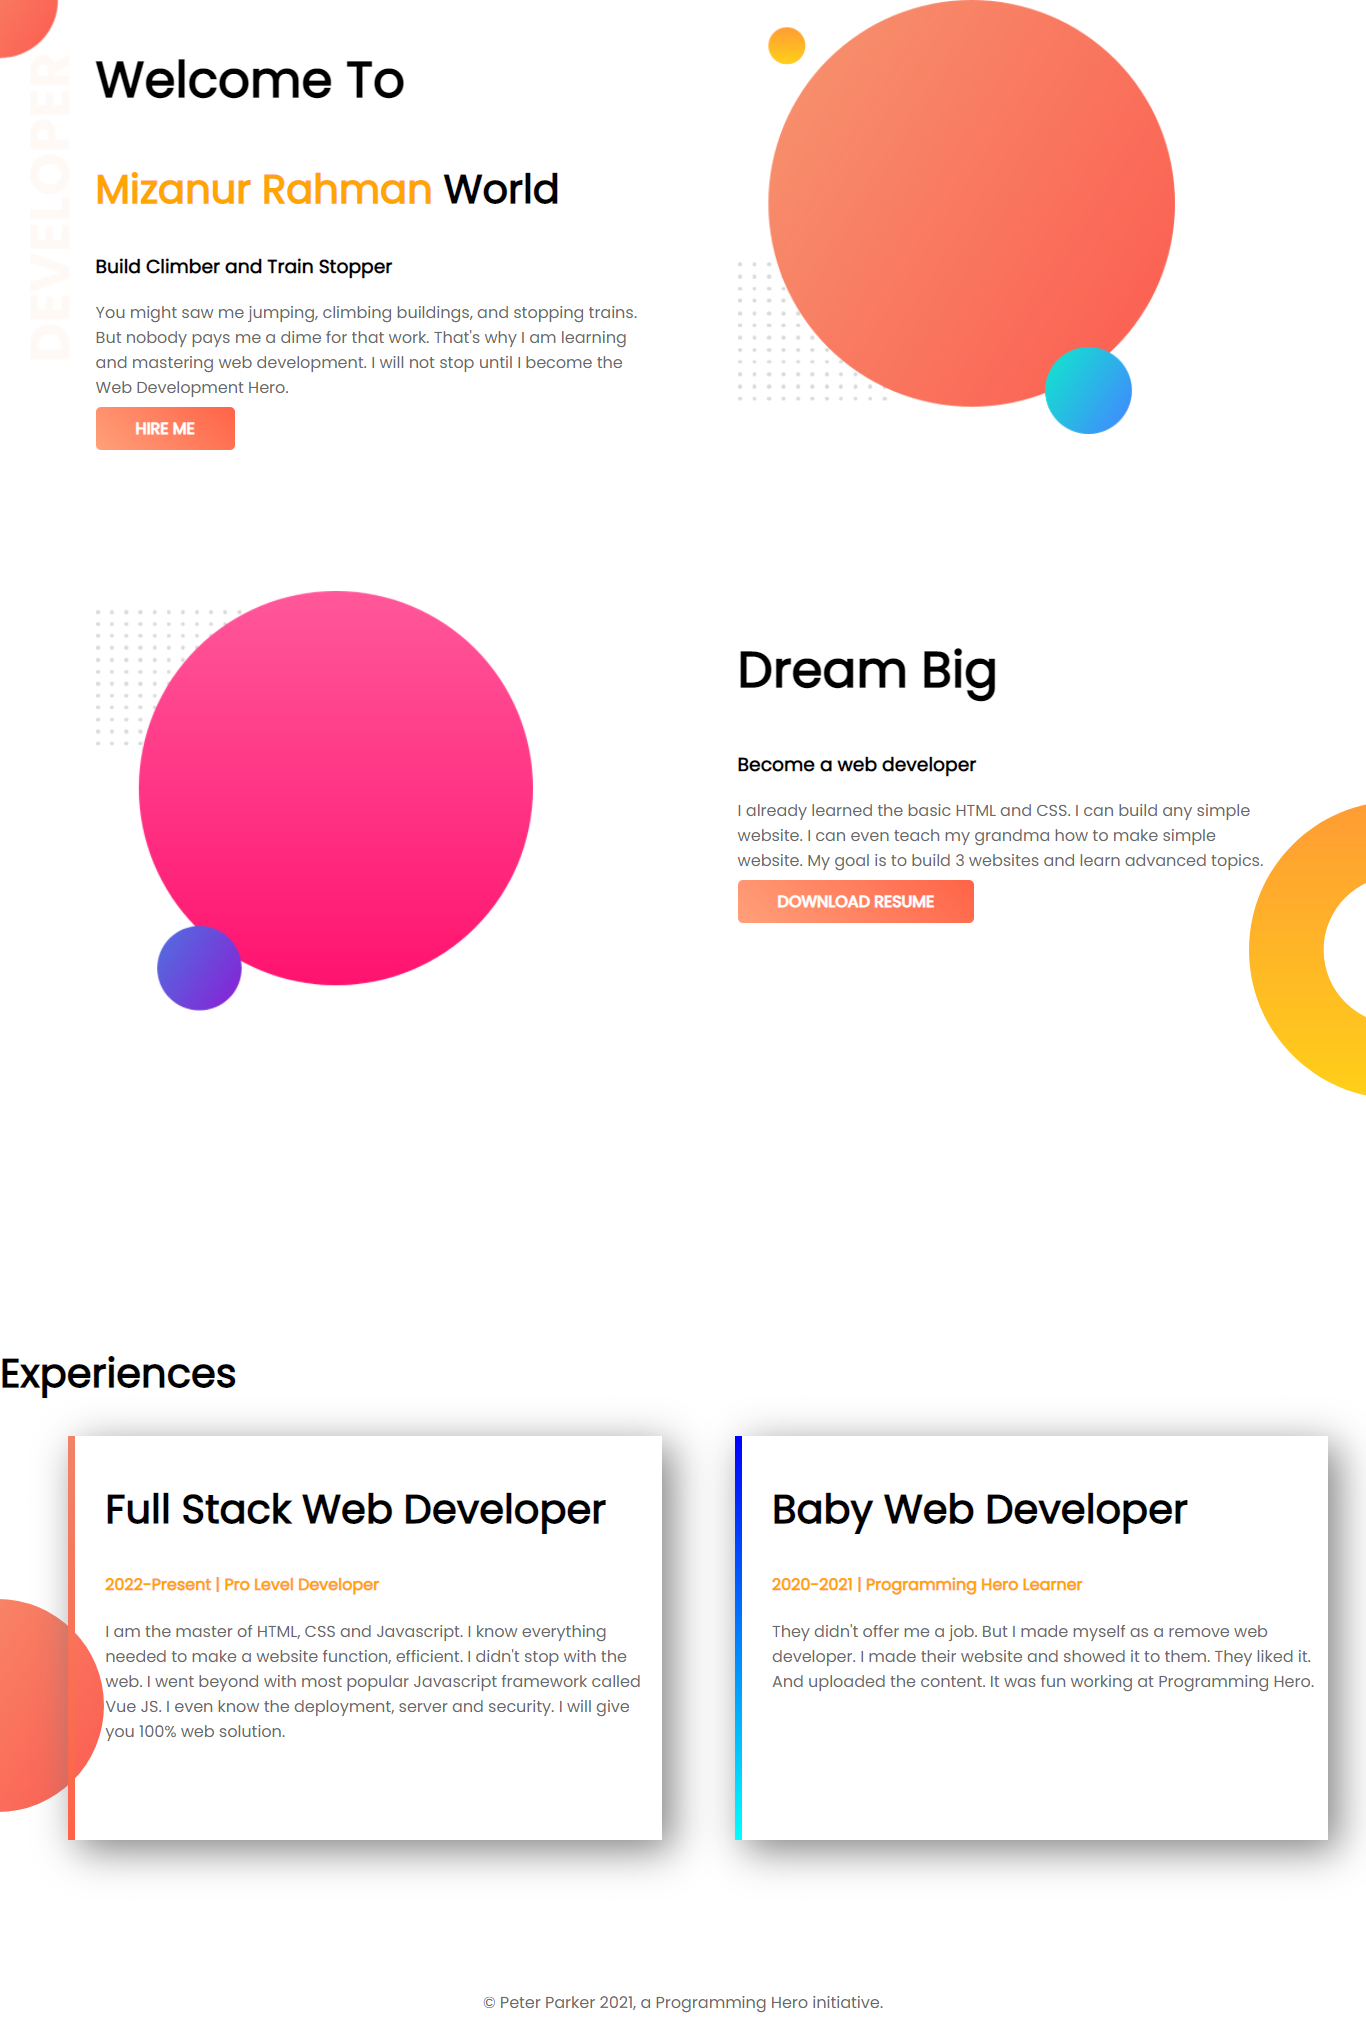 DEVELOPER
Welcome To
Mizanur Rahman World
Build Climber and Train Stopper
You might saw me jumping, climbing buildings, and stopping trains.
But nobody pays me a dime for that work. That's why I am learning
and mastering web development. I will not stop until I become the
Web Development Hero.
HIRE ME
Dream Big
Become a web developer
I already learned the basic HTML and CSS. I can build any simple
website. I can even teach my grandma how to make simple
website. My goal is to build 3 websites and learn advanced topics.
DOWNLOAD RESUME
Experiences
Full Stack Web Developer
2022-Present | Pro Level Developer
I am the master of HTML, CSS and Javascript. I know everything
needed to make a website function, efficient. I didn't stop with the
web. I went beyond with most popular Javascript framework called
Vue JS. I even know the deployment, server and security. I will give
you 100% web solution.
Baby Web Developer
2020-2021 | Programming Hero Learner
They didn't offer me a job. But I made myself as a remove web
developer. I made their website and showed it to them. They liked it.
And uploaded the content. It was fun working at Programming Hero.
© Peter Parker 2021, a Programming Hero initiative.